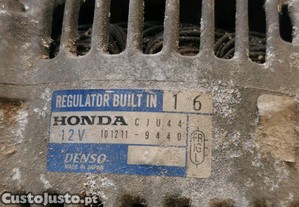 REGULATOR BUILT IN 16
HONDA CJU44
12V 101211-9440
DENSO
MADE IN JAPAN
CustoJusto.pt